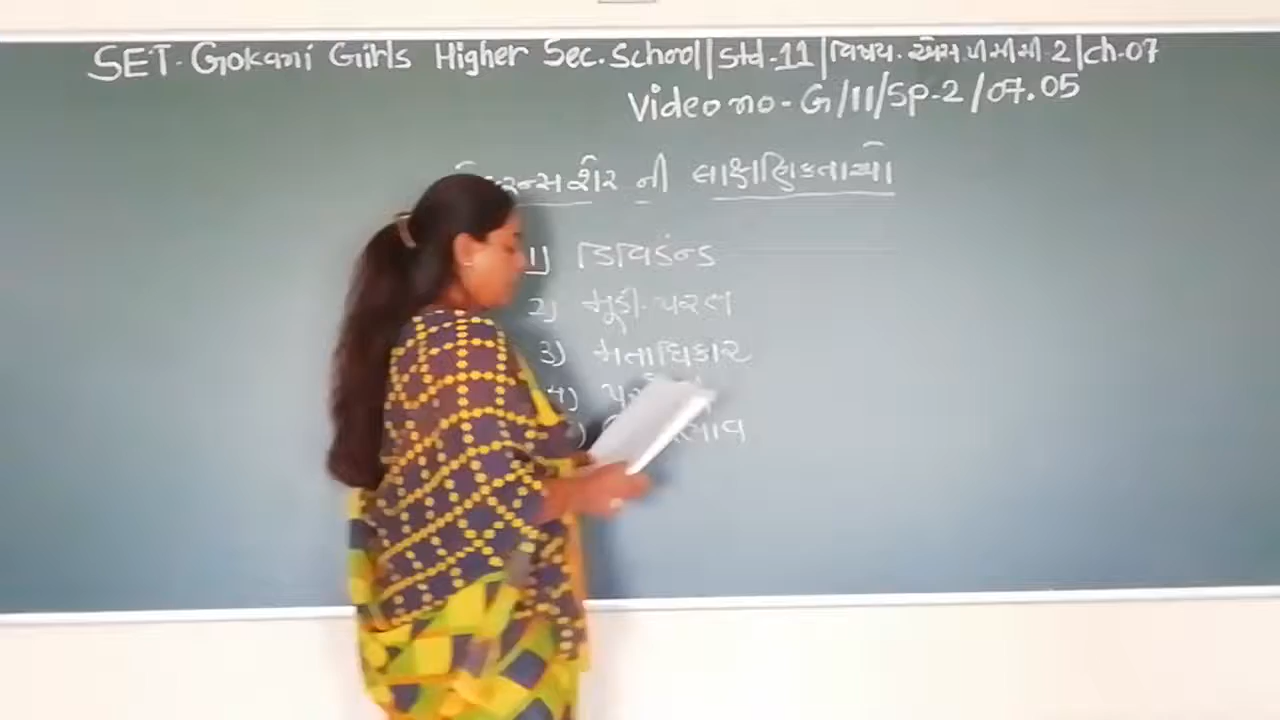 SET. Gokani Girls Higher Sec. School | Std-11 | વિષય. એસ.પી.સી.સી-2 | ch-07
Video no - G/11/SP-2/07.05
ની લાક્ષણિકતાઓ
1) ડિવિડંન્ડ
2) મૂડી-પરત
3) મતાધિકાર
4)